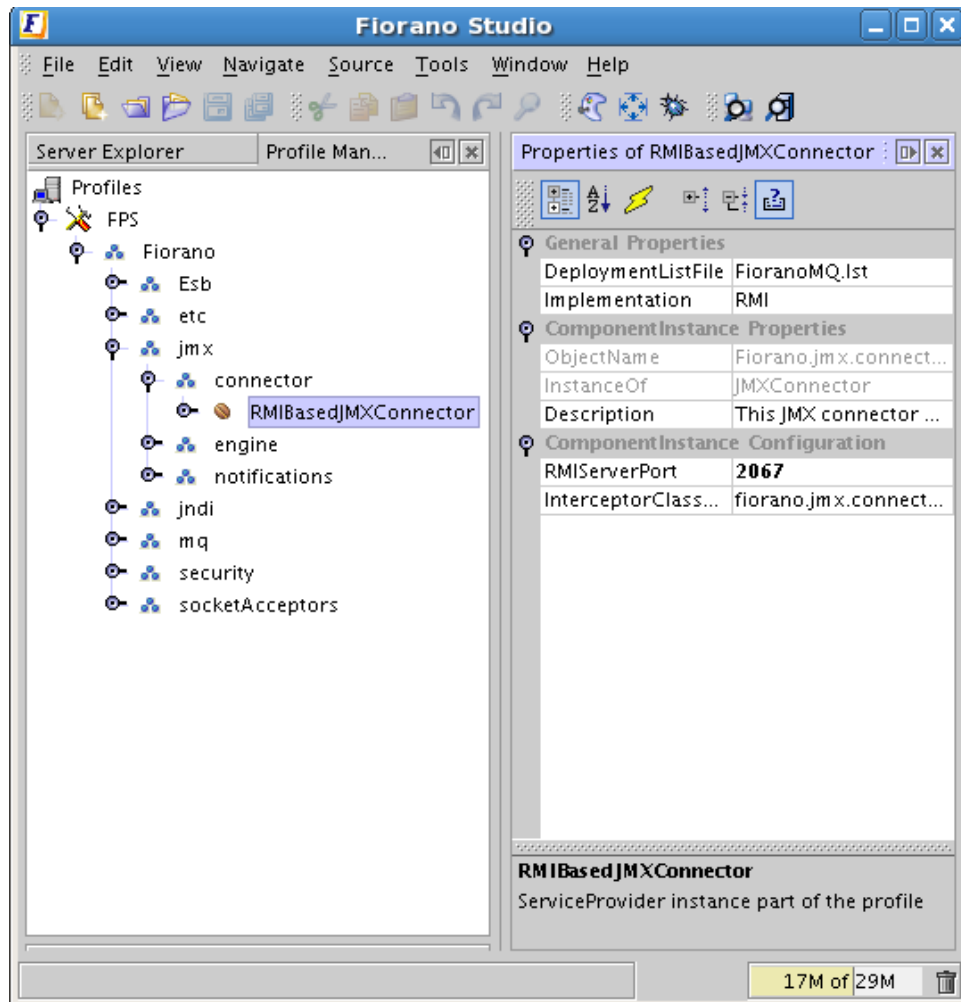 Fiorano Studio
File Edit View Navigate Source Tools Window Help
Server Explorer Profile Man...
Profiles
FPS
Fiorano
Esb
etc
jmx
connector
RMIBasedJMXConnector
engine
notifications
jndi
mq
security
socketAcceptors
Properties of RMIBasedJMXConnector
General Properties
DeploymentListFile FioranoMQ.lst
Implementation RMI
ComponentInstance Properties
ObjectName Fiorano.jmx.connect...
InstanceOf JMXConnector
Description This JMX connector ...
ComponentInstance Configuration
RMIServerPort 2067
InterceptorClass... fiorano.jmx.connect...
RMIBasedJMXConnector
ServiceProvider instance part of the profile
17M of 29M